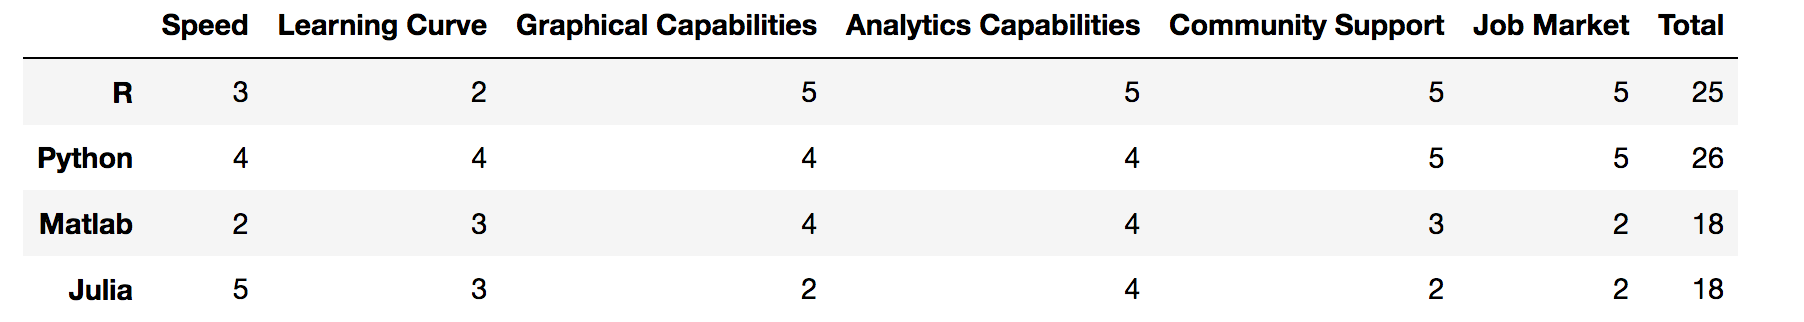 Speed Learning Curve Graphical Capabilities Analytics Capabilities Community Support Job Market Total
R 3 2 5 5 5 5 25
Python 4 4 4 4 5 5 26
Matlab 2 3 4 4 3 2 18
Julia 5 3 2 4 2 2 18